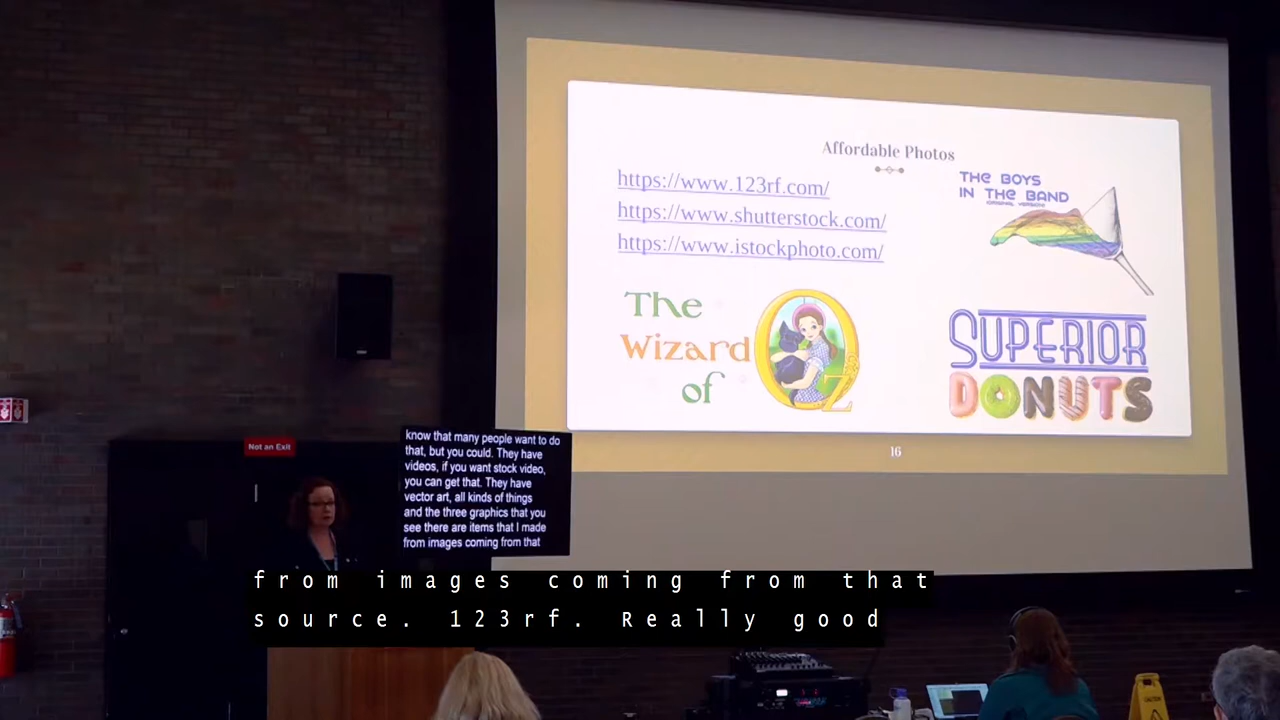 Affordable Photos
https://www.123rf.com/
https://www.shutterstock.com/
https://www.istockphoto.com/
THE BOYS
IN THE BAND
(ORIGINAL VERSION)
The
Wizard
of
OZ
SUPERIOR
DONUTS
16
Not an Exit
know that many people want to do
that, but you could. They have
videos, if you want stock video,
you can get that. They have
vector art, all kinds of things
and the three graphics that you
see there are items that I made
from images coming from that
from images coming from that
source. 123rf. Really good
CAUTION